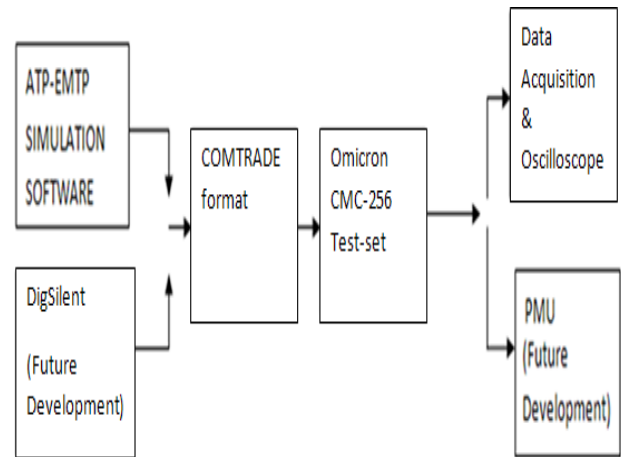 ATP-EMTP
SIMULATION
SOFTWARE
DigSilent
(Future
Development)
COMTRADE
format
Omicron
CMC-256
Test-set
Data
Acquisition
&
Oscilloscope
PMU
(Future
Development)